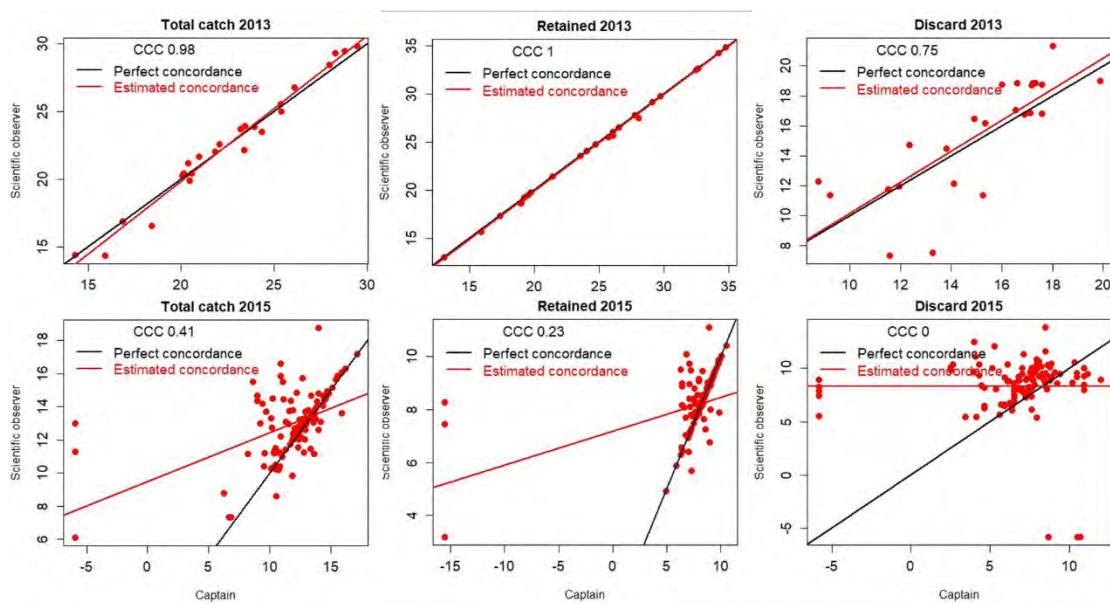 Total catch 2013
CCC 0.98
Perfect concordance
Estimated concordance
Scientific observer
30
25
20
15
15
20
25
30
Retained 2013
CCC 1
Perfect concordance
Estimated concordance
Scientific observer
35
30
25
20
15
15
20
25
30
35
Discard 2013
CCC 0.75
Perfect concordance
Estimated concordance
Scientific observer
20
18
16
14
12
10
8
10
12
14
16
18
20
Total catch 2015
CCC 0.41
Perfect concordance
Estimated concordance
Scientific observer
18
16
14
12
10
8
6
-5
0
5
10
15
Captain
Retained 2015
CCC 0.23
Perfect concordance
Estimated concordance
Scientific observer
10
8
6
4
-15
-10
-5
0
5
10
Captain
Discard 2015
CCC 0
Perfect concordance
Estimated concordance
Scientific observer
10
5
0
-5
-5
0
5
10
Captain